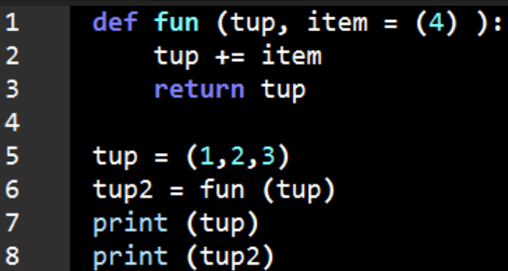 1 def fun (tup, item = (4) ):
2 tup += item
3 return tup
4
5 tup = (1,2,3)
6 tup2 = fun (tup)
7 print (tup)
8 print (tup2)